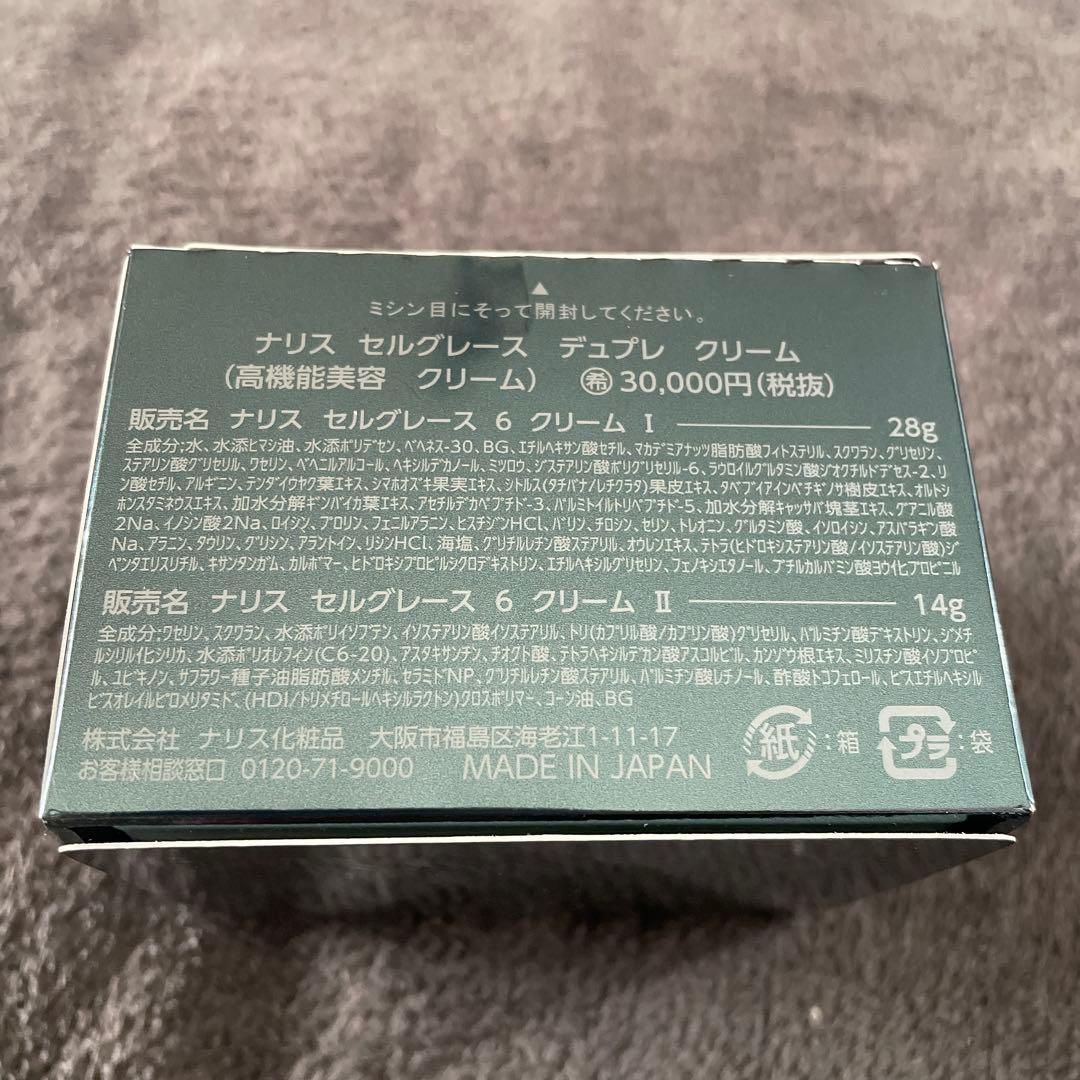 ミシン目にそって開封してください。
ナリス セルグレース デュプレ クリーム
(高機能美容 クリーム) ㊒希 30,000円(税抜)
販売名 ナリス セルグレース 6 クリーム Ⅰ 28g
全成分:水、水添ヒマシ油、水添ポリデセン、ベヘネス-30、BG、エチルヘキサン酸セチル、マカデミアナッツ脂肪酸フィトステリル、スクワラン、グリセリン、
ステアリン酸グリセリル、ワセリン、ベヘニルアルコール、ヘキシルデカノール、ミツロウ、ジステアリン酸ポリグリセリル-6、ラウロイルグルタミン酸ジオクチルドデセス-2、リ
ン酸セチル、アルギニン、テンダイウヤク葉エキス、シマホオズキ果実エキス、シトルス(タチバナ/レチクラタ)果皮エキス、タベブイアインペチギノサ樹皮エキス、オルトシ
ホンスタミネウスエキス、加水分解ギンバイカ葉エキス、アセチルデカペプチド-3、パルミトイルトリペプチド-5、加水分解キャッサバ塊茎エキス、グアニル酸
2Na、イノシン酸2Na、ロイシン、プロリン、フェニルアラニン、ヒスチジンHCl、バリン、チロシン、セリン、トレオニン、グルタミン酸、イソロイシン、アスパラギン酸
Na、アラニン、タウリン、グリシン、アラントイン、リシンHCl、海塩、グリチルレチン酸ステアリル、オウレンエキス、テトラ(ヒドロキシステアリン酸/イソステアリン酸)ジ
ペンタエリスリチル、キサンタンガム、カルボマー、ヒドロキシプロピルシクロデキストリン、エチルヘキシルグリセリン、フェノキシエタノール、ブチルカルバミン酸ヨウ化プロピニル
販売名 ナリス セルグレース 6 クリーム Ⅱ 14g
全成分:ワセリン、スクワラン、水添ポリイソブテン、イソステアリン酸イソステアリル、トリ(カプリル酸/カプリン酸)グリセリル、パルミチン酸デキストリン、ジメチ
ルシリル化シリカ、水添ポリオレフィン(C6-20)、アスタキサンチン、チオクト酸、テトラヘキシルデカン酸アスコルビル、カンゾウ根エキス、ミリスチン酸イソプロピ
ル、ユビキノン、サフラワー種子油脂肪酸メンチル、セラミドNP、グリチルレチン酸ステアリル、パルミチン酸レチノール、酢酸トコフェロール、ビスエチルヘキシル
ビスオレイルピロメリタミド、(HDI/トリメチロールヘキシルラクトン)クロスポリマー、コーン油、BG
株式会社 ナリス化粧品 大阪市福島区海老江1-11-17
お客様相談窓口 0120-71-9000 MADE IN JAPAN
紙:箱 プラ:袋